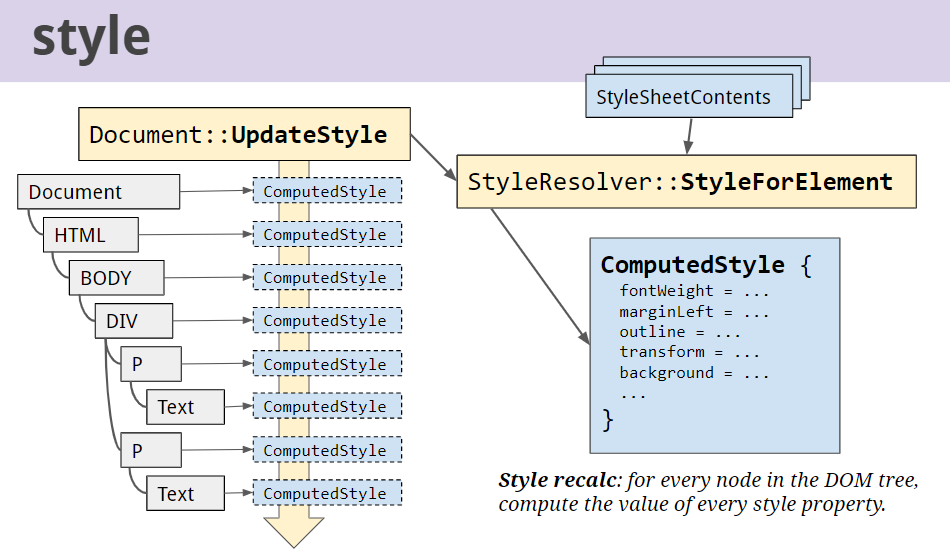 style
StyleSheetContents
Document::UpdateStyle
StyleResolver::StyleForElement
Document
ComputedStyle
HTML
ComputedStyle
BODY
ComputedStyle
DIV
ComputedStyle
P
ComputedStyle
Text
ComputedStyle
P
ComputedStyle
Text
ComputedStyle
ComputedStyle {
fontWeight = ...
marginLeft = ...
outline = ...
transform = ...
background = ...
...
}
Style recalc: for every node in the DOM tree,
compute the value of every style property.